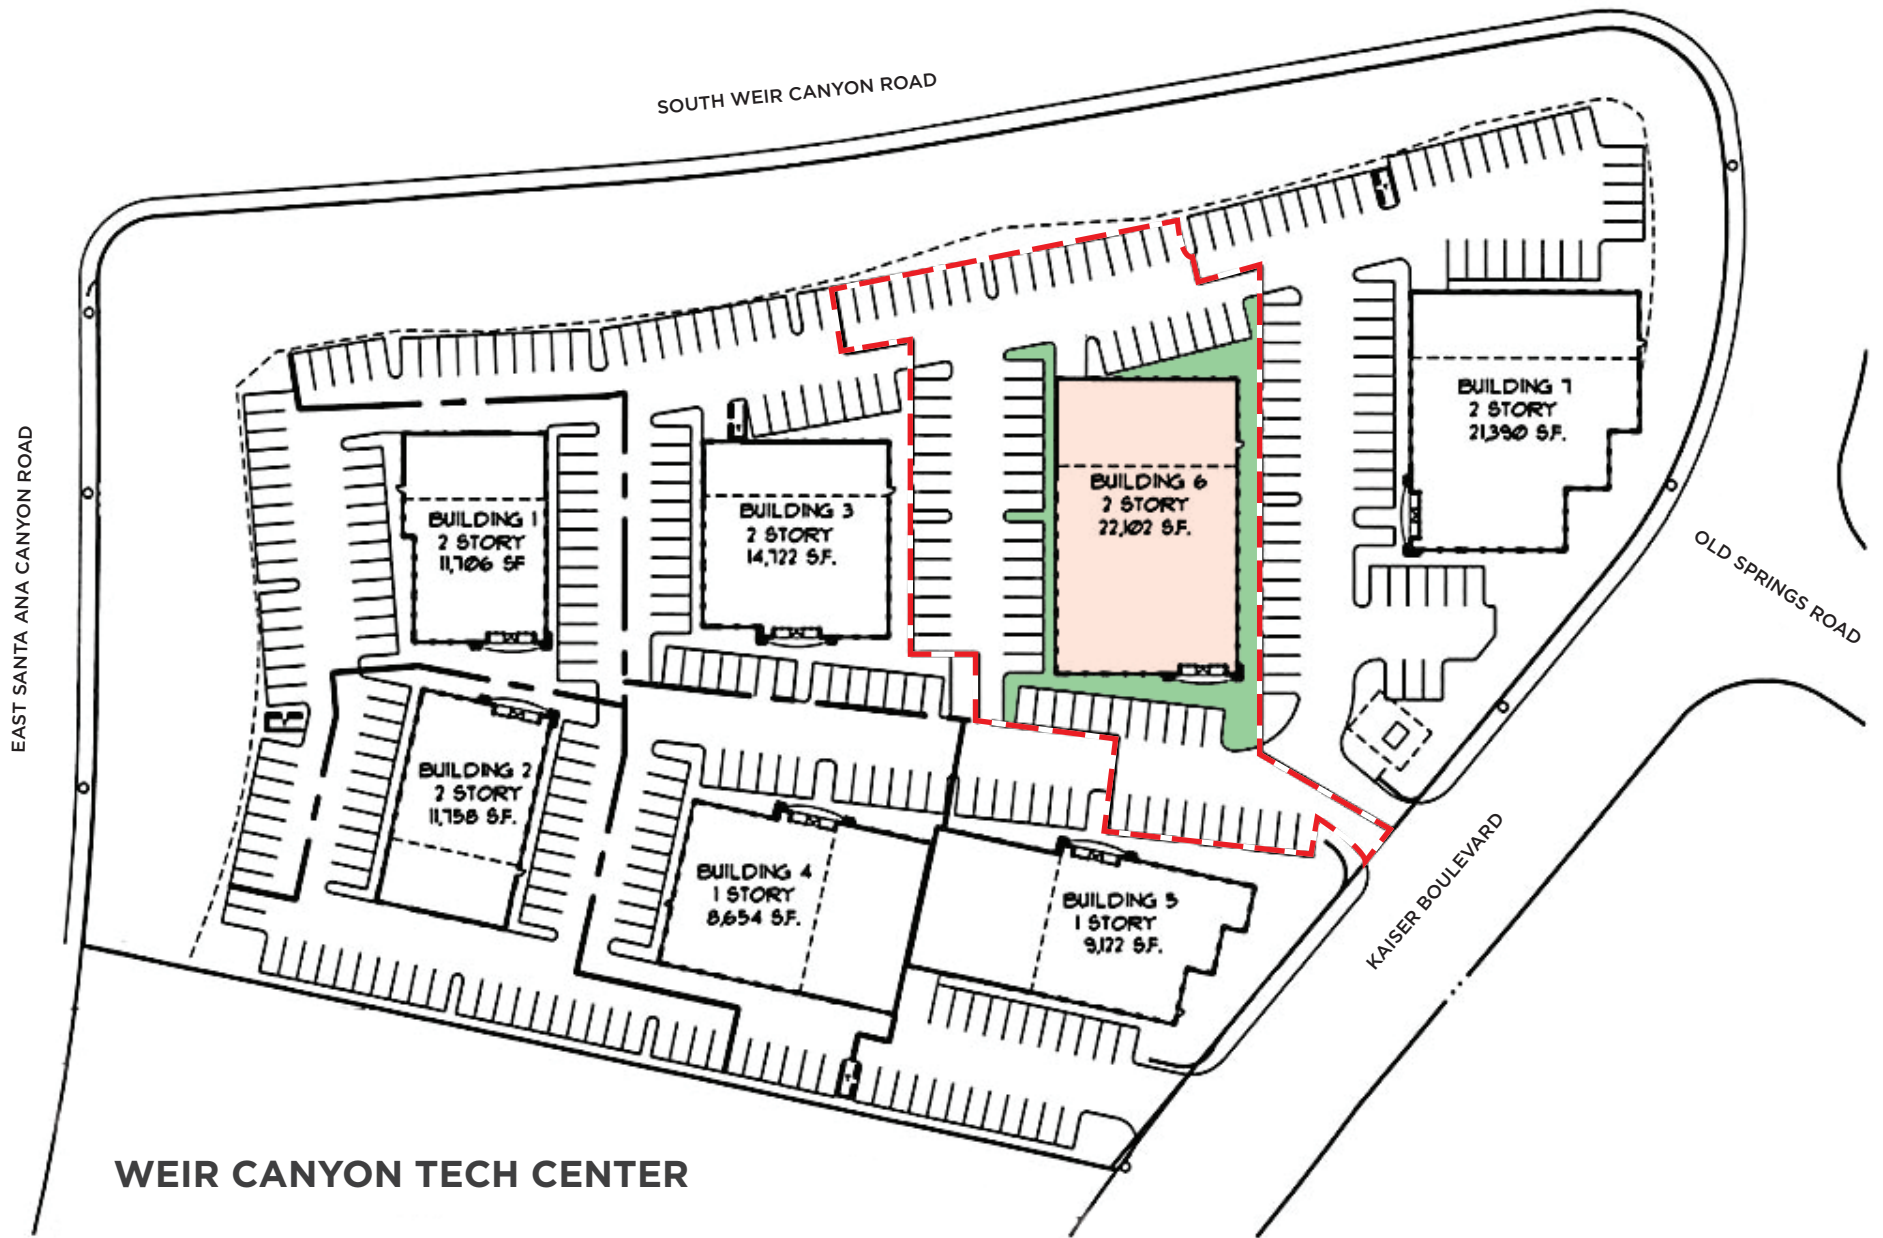 SOUTH WEIR CANYON ROAD
EAST SANTA ANA CANYON ROAD
BUILDING 1
2 STORY
11,706 SF
BUILDING 3
2 STORY
14,722 S.F.
BUILDING 6
2 STORY
22,102 S.F.
BUILDING 7
2 STORY
21,390 S.F.
OLD SPRINGS ROAD
BUILDING 2
2 STORY
11,758 S.F.
BUILDING 4
1 STORY
8,654 S.F.
BUILDING 5
1 STORY
9,122 S.F.
KAISER BOULEVARD
WEIR CANYON TECH CENTER